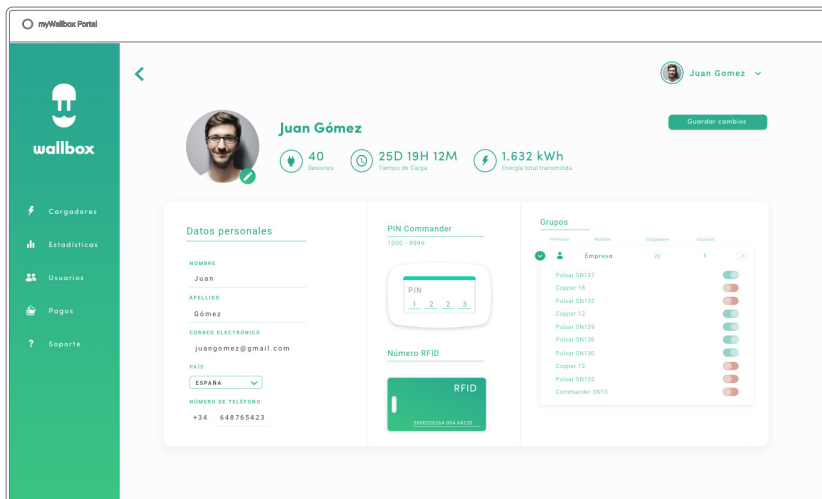 myWallbox Portal
wallbox
Cargadores
Estadísticas
Usuarios
Pagos
Soporte
Juan Gomez
Juan Gómez
Guardar cambios
40
Sesiones
25D 19H 12M
Tiempo de Carga
1.632 kWh
Energía total transmitida
Datos personales
NOMBRE
Juan
APELLIDO
Gómez
CORREO ELECTRÓNICO
juangomez@gmail.com
PAÍS
ESPAÑA
NÚMERO DE TELÉFONO
+34 648765423
PIN Commander
1000 - 9999
PIN
1 2 2 3
Número RFID
RFID
0000326264 004 64120
Grupos
Permisos Nombre Cargadores Usuarios
Empresa 20
Pulsar SN137
Copper 18
Pulsar SN135
Copper 12
Pulsar SN139
Pulsar SN136
Pulsar SN130
Copper 12
Pulsar SN135
Commander SN15